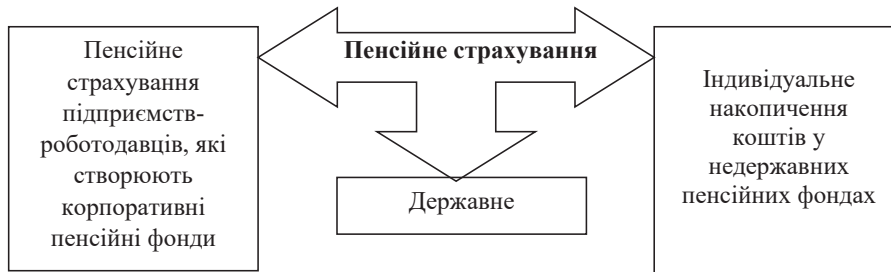 Пенсійне
страхування
підприємств-
роботодавців, які
створюють
корпоративні
пенсійні фонди
Пенсійне страхування
Державне
Індивідуальне
накопичення
коштів у
недержавних
пенсійних фондах